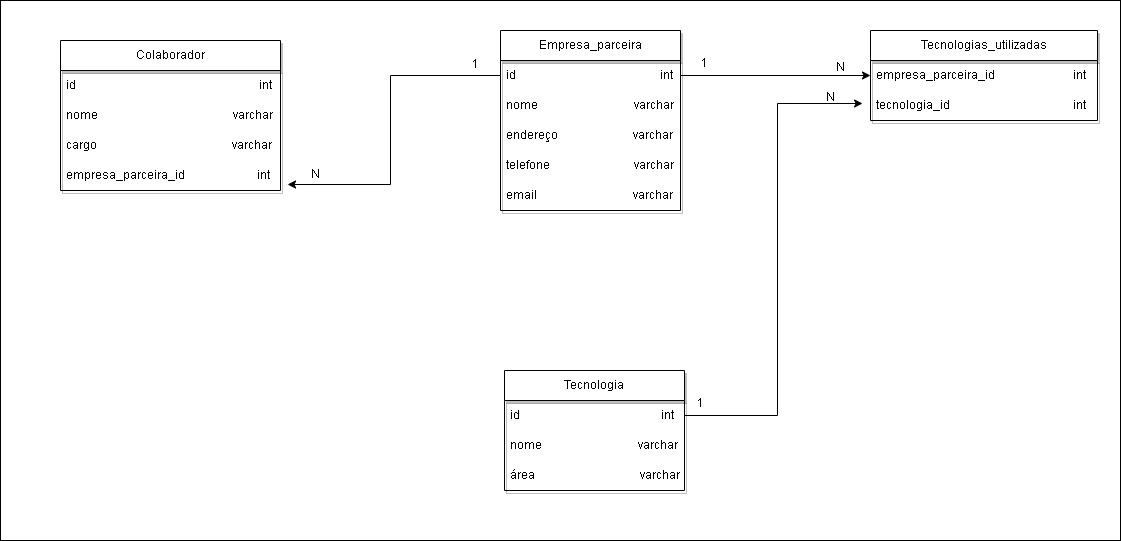 Colaborador
id int
nome varchar
cargo varchar
empresa_parceira_id int
1
N
Empresa_parceira
id int
nome varchar
endereço varchar
telefone varchar
email varchar
1
N
Tecnologias_utilizadas
empresa_parceira_id int
tecnologia_id int
N
Tecnologia
id int
nome varchar
área varchar
1